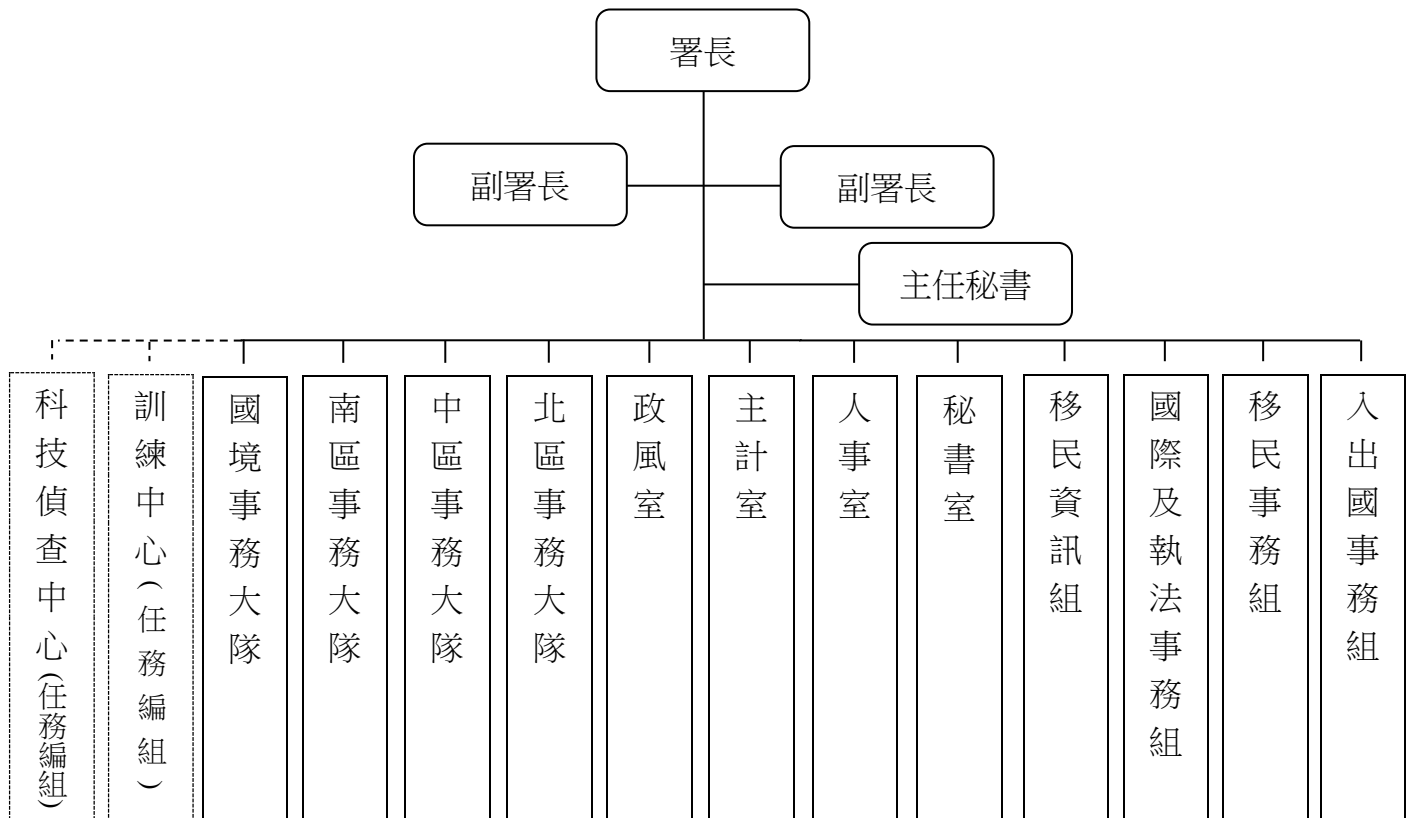 署長
副署長
副署長
主任秘書
科技偵查中心(任務編組)
訓練中心(任務編組)
國境事務大隊
南區事務大隊
中區事務大隊
北區事務大隊
政風室
主計室
人事室
秘書室
移民資訊組
國際及執法事務組
移民事務組
入出國事務組